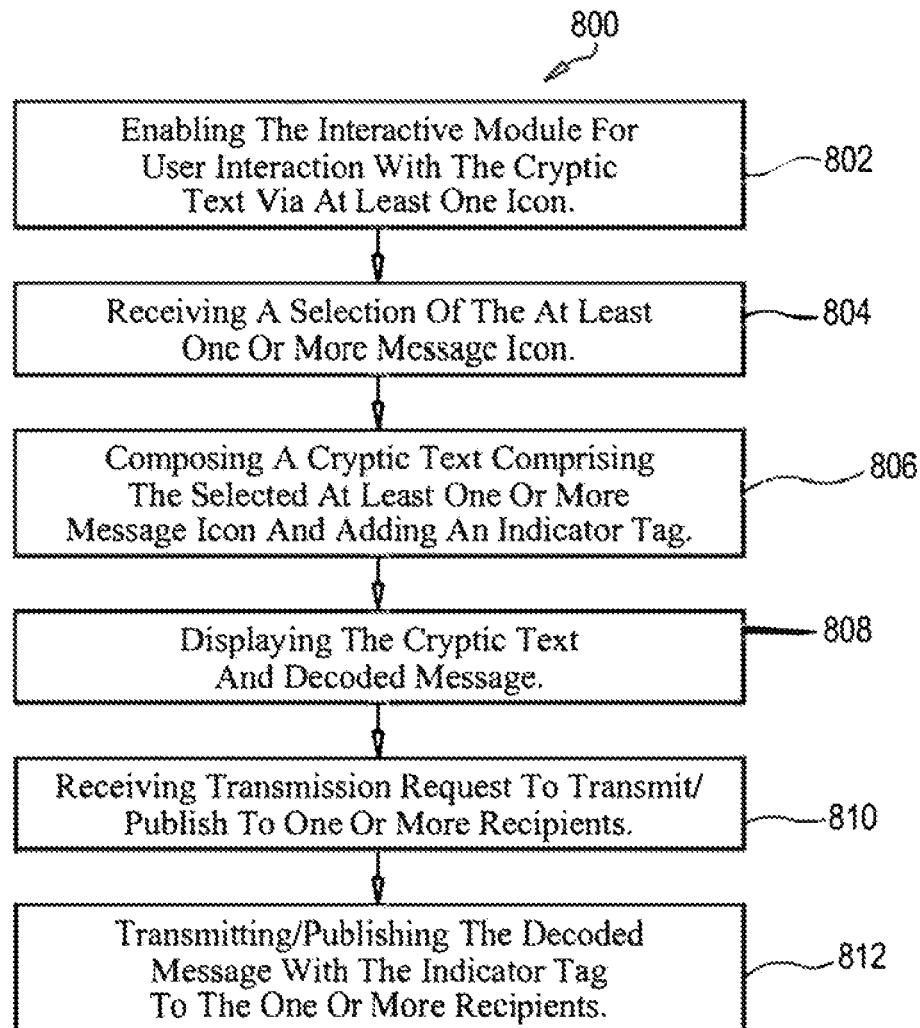 800
Enabling The Interactive Module For
User Interaction With The Cryptic
Text Via At Least One Icon.
802
Receiving A Selection Of The At Least
One Or More Message Icon.
804
Composing A Cryptic Text Comprising
The Selected At Least One Or More
Message Icon And Adding An Indicator Tag.
806
Displaying The Cryptic Text
And Decoded Message.
808
Receiving Transmission Request To Transmit/
Publish To One Or More Recipients.
810
Transmitting/Publishing The Decoded
Message With The Indicator Tag
To The One Or More Recipients.
812